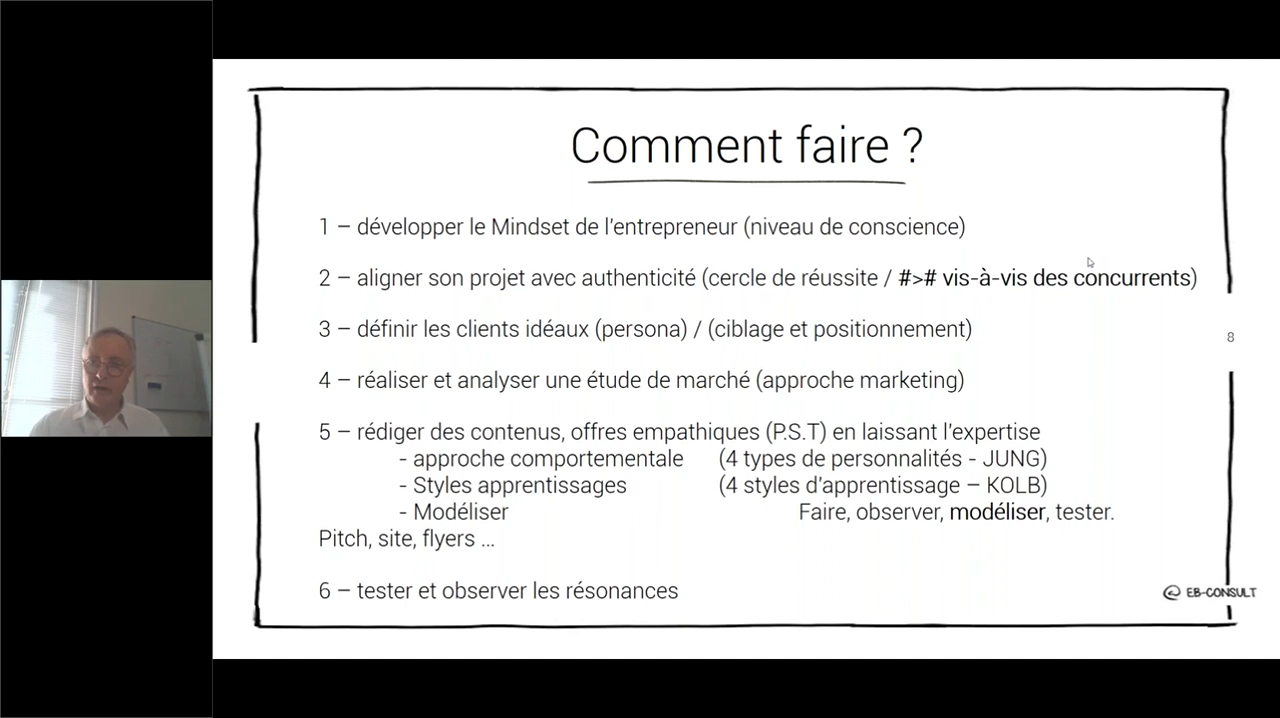 Comment faire ?
1 – développer le Mindset de l'entrepreneur (niveau de conscience)
2 – aligner son projet avec authenticité (cercle de réussite / #># vis-à-vis des concurrents)
3 – définir les clients idéaux (persona) / (ciblage et positionnement)
8
4 – réaliser et analyser une étude de marché (approche marketing)
5 – rédiger des contenus, offres empathiques (P.S.T) en laissant l'expertise
- approche comportementale (4 types de personnalités - JUNG)
- Styles apprentissages (4 styles d'apprentissage – KOLB)
- Modéliser Faire, observer, modéliser, tester.
Pitch, site, flyers ...
6 – tester et observer les résonances
@ EB-CONSULT